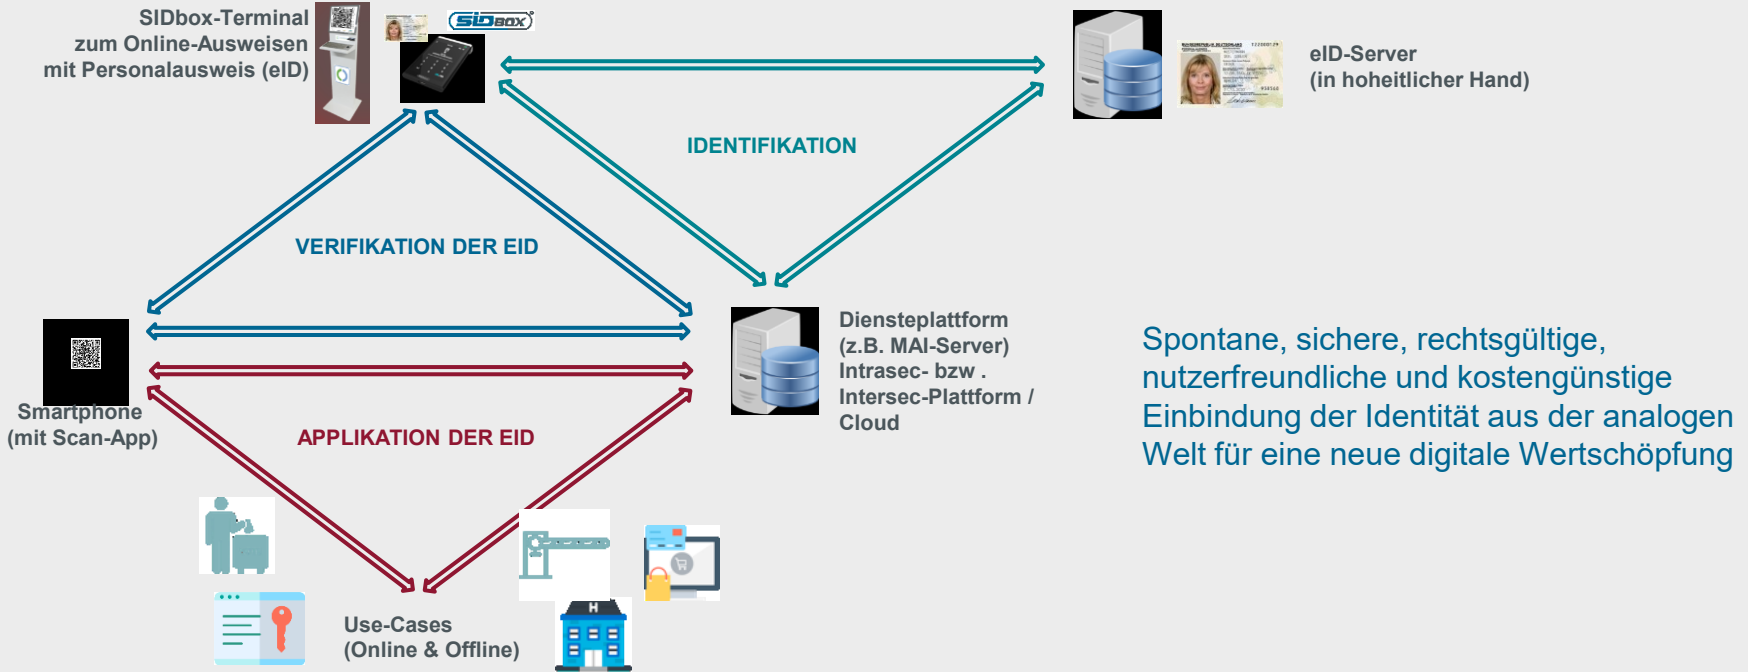 SIDbox-Terminal
zum Online-Ausweisen
mit Personalausweis (eID)
SIDBOX
eID-Server
(in hoheitlicher Hand)
IDENTIFIKATION
VERIFIKATION DER EID
Diensteplattform
(z.B. MAI-Server)
Intrasec- bzw .
Intersec-Plattform /
Cloud
Spontane, sichere, rechtsgültige,
nutzerfreundliche und kostengünstige
Einbindung der Identität aus der analogen
Welt für eine neue digitale Wertschöpfung
Smartphone
(mit Scan-App)
APPLIKATION DER EID
H
Use-Cases
(Online & Offline)